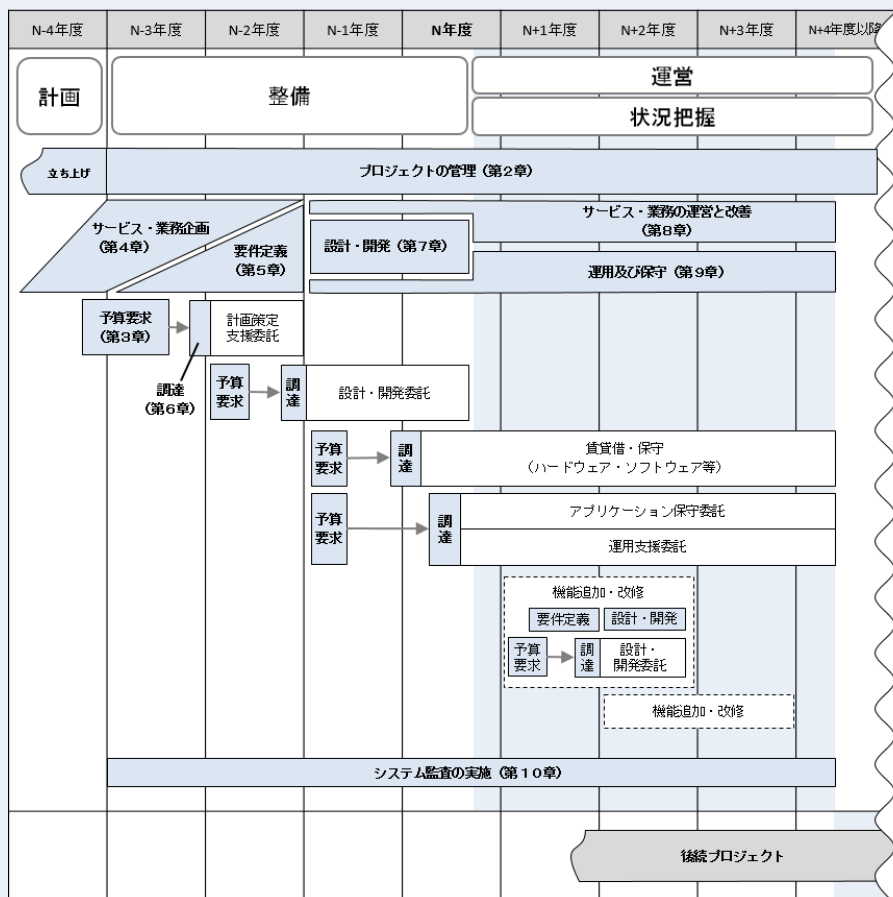 N-4年度
N-3年度
N-2年度
N-1年度
N年度
N+1年度
N+2年度
N+3年度
N+4年度以降
計画
整備
運営
状況把握
立ち上げ
プロジェクトの管理（第2章）
サービス・業務企画
（第4章）
要件定義
（第5章）
設計・開発（第7章）
サービス・業務の運営と改善
（第8章）
運用及び保守（第9章）
予算要求
（第3章）
調達
（第6章）
計画策定
支援委託
予算
要求
調
達
設計・開発委託
予算
要求
調
達
賃貸借・保守
（ハードウェア・ソフトウェア等）
予算
要求
調
達
アプリケーション保守委託
運用支援委託
機能追加・改修
要件定義
設計・開発
予算
要求
調
達
設計・
開発委託
機能追加・改修
システム監査の実施（第１０章）
後続プロジェクト